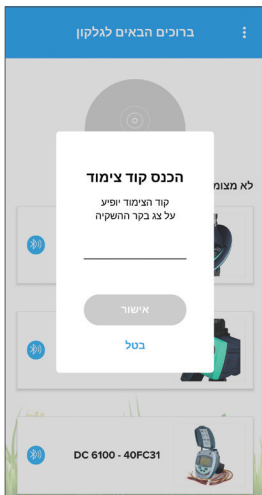 ברוכים הבאים לגלקון
לא מצומ
הכנס קוד צימוד
קוד הצימוד יופיע
על צג בקר ההשקיה
אישור
בטל
DC 6100 - 40FC31